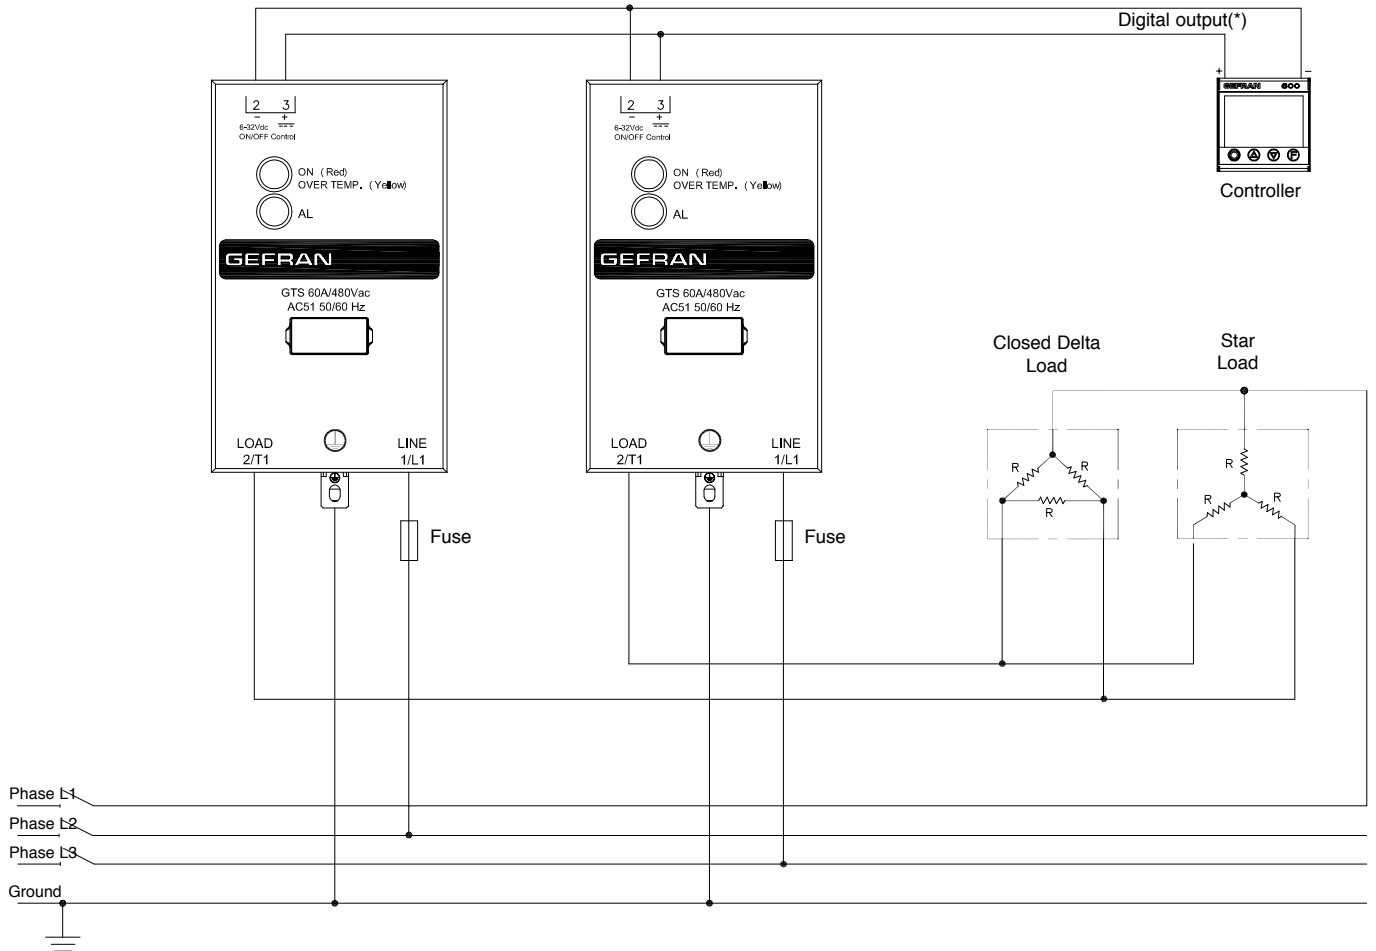 Digital output(*)
+ −
GEFRAN 600
F
Controller
2 3
− +
6-32Vdc
ON/OFF Control
ON (Red)
OVER TEMP. (Yellow)
AL
GEFRAN
GTS 60A/480Vac
AC51 50/60 Hz
LOAD
2/T1
LINE
1/L1
Fuse
2 3
− +
6-32Vdc
ON/OFF Control
ON (Red)
OVER TEMP. (Yellow)
AL
GEFRAN
GTS 60A/480Vac
AC51 50/60 Hz
LOAD
2/T1
LINE
1/L1
Fuse
Closed Delta
Load
R R
R
Star
Load
R
R R
Phase L1
Phase L2
Phase L3
Ground